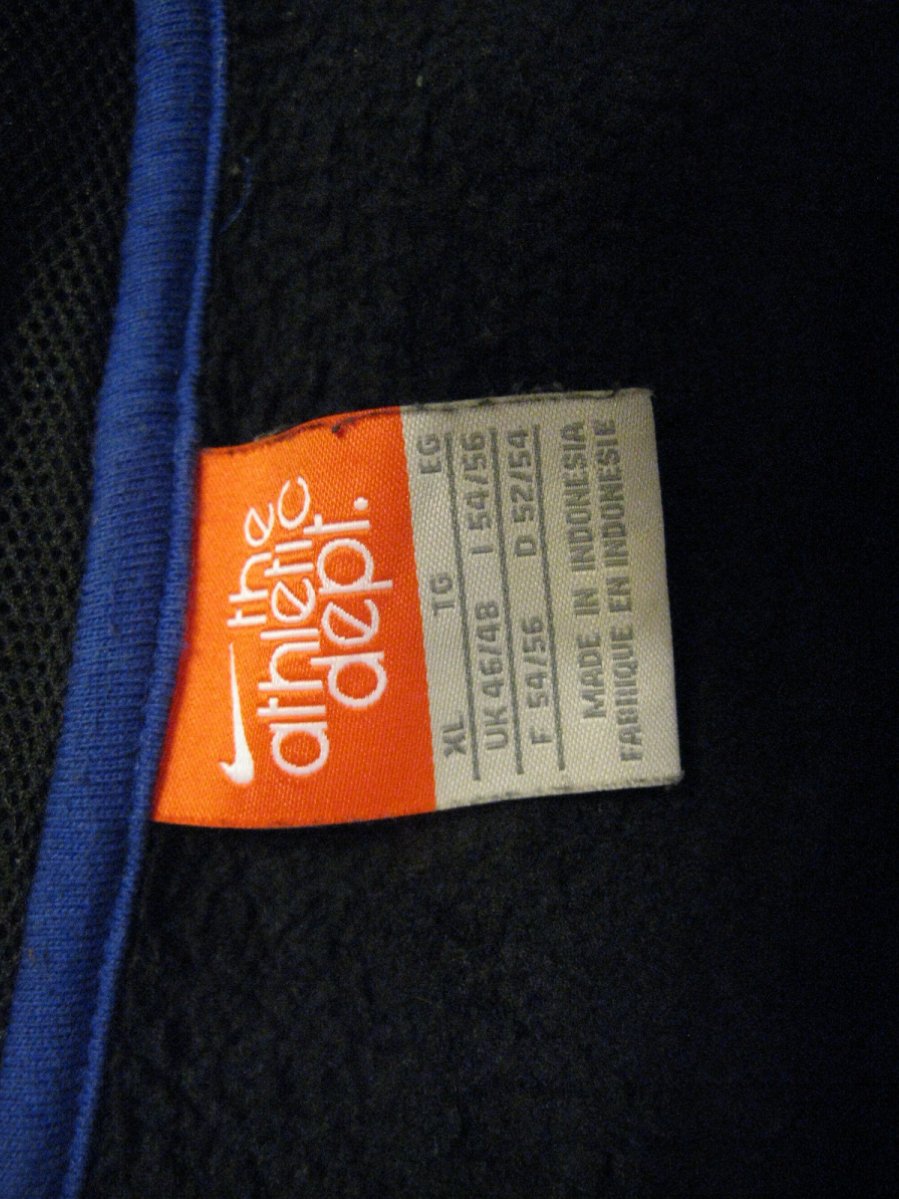 the
athletic
dept.
XL TG EG
UK 46/48 I 54/56
F 54/56 D 52/54
MADE IN INDONESIA
FABRIQUE EN INDONESIE